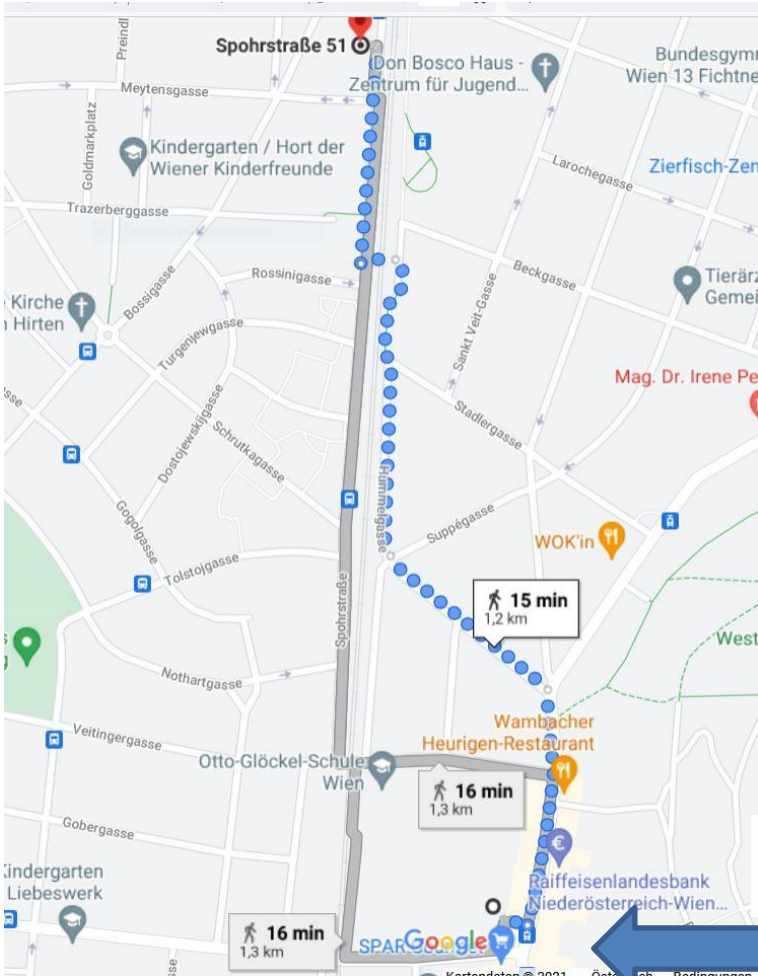 Spohrstraße 51
Preindl
Don Bosco Haus -
Zentrum für Jugend...
Bundesgymn
Wien 13 Fichtne
Meytensgasse
Goldmarkplatz
Kindergarten / Hort der
Wiener Kinderfreunde
Larochegasse
Zierfisch-Zen
Trazerberggasse
Rossinigasse
Beckgasse
Tierärz
Gemei
Kirche
n Hirten
Bossigasse
Turgenjewgasse
Sankt Veit-Gasse
Mag. Dr. Irene Pe
sse
Dostojewskijgasse
Schrutkagasse
Stadlergasse
Hummelgasse
Suppégasse
Gogolgasse
WOK'in
Tolstojgasse
15 min
1,2 km
Spohrstraße
West
Nothartgasse
Wambacher
Heurigen-Restaurant
Veitingergasse
Otto-Glöckel-Schule
Wien
16 min
1,3 km
Gobergasse
Kindergarten
Liebeswerk
Raiffeisenlandesbank
Niederösterreich-Wien...
16 min
1,3 km
SPAR
Google
Kartendaten © 2021
Bedingungen